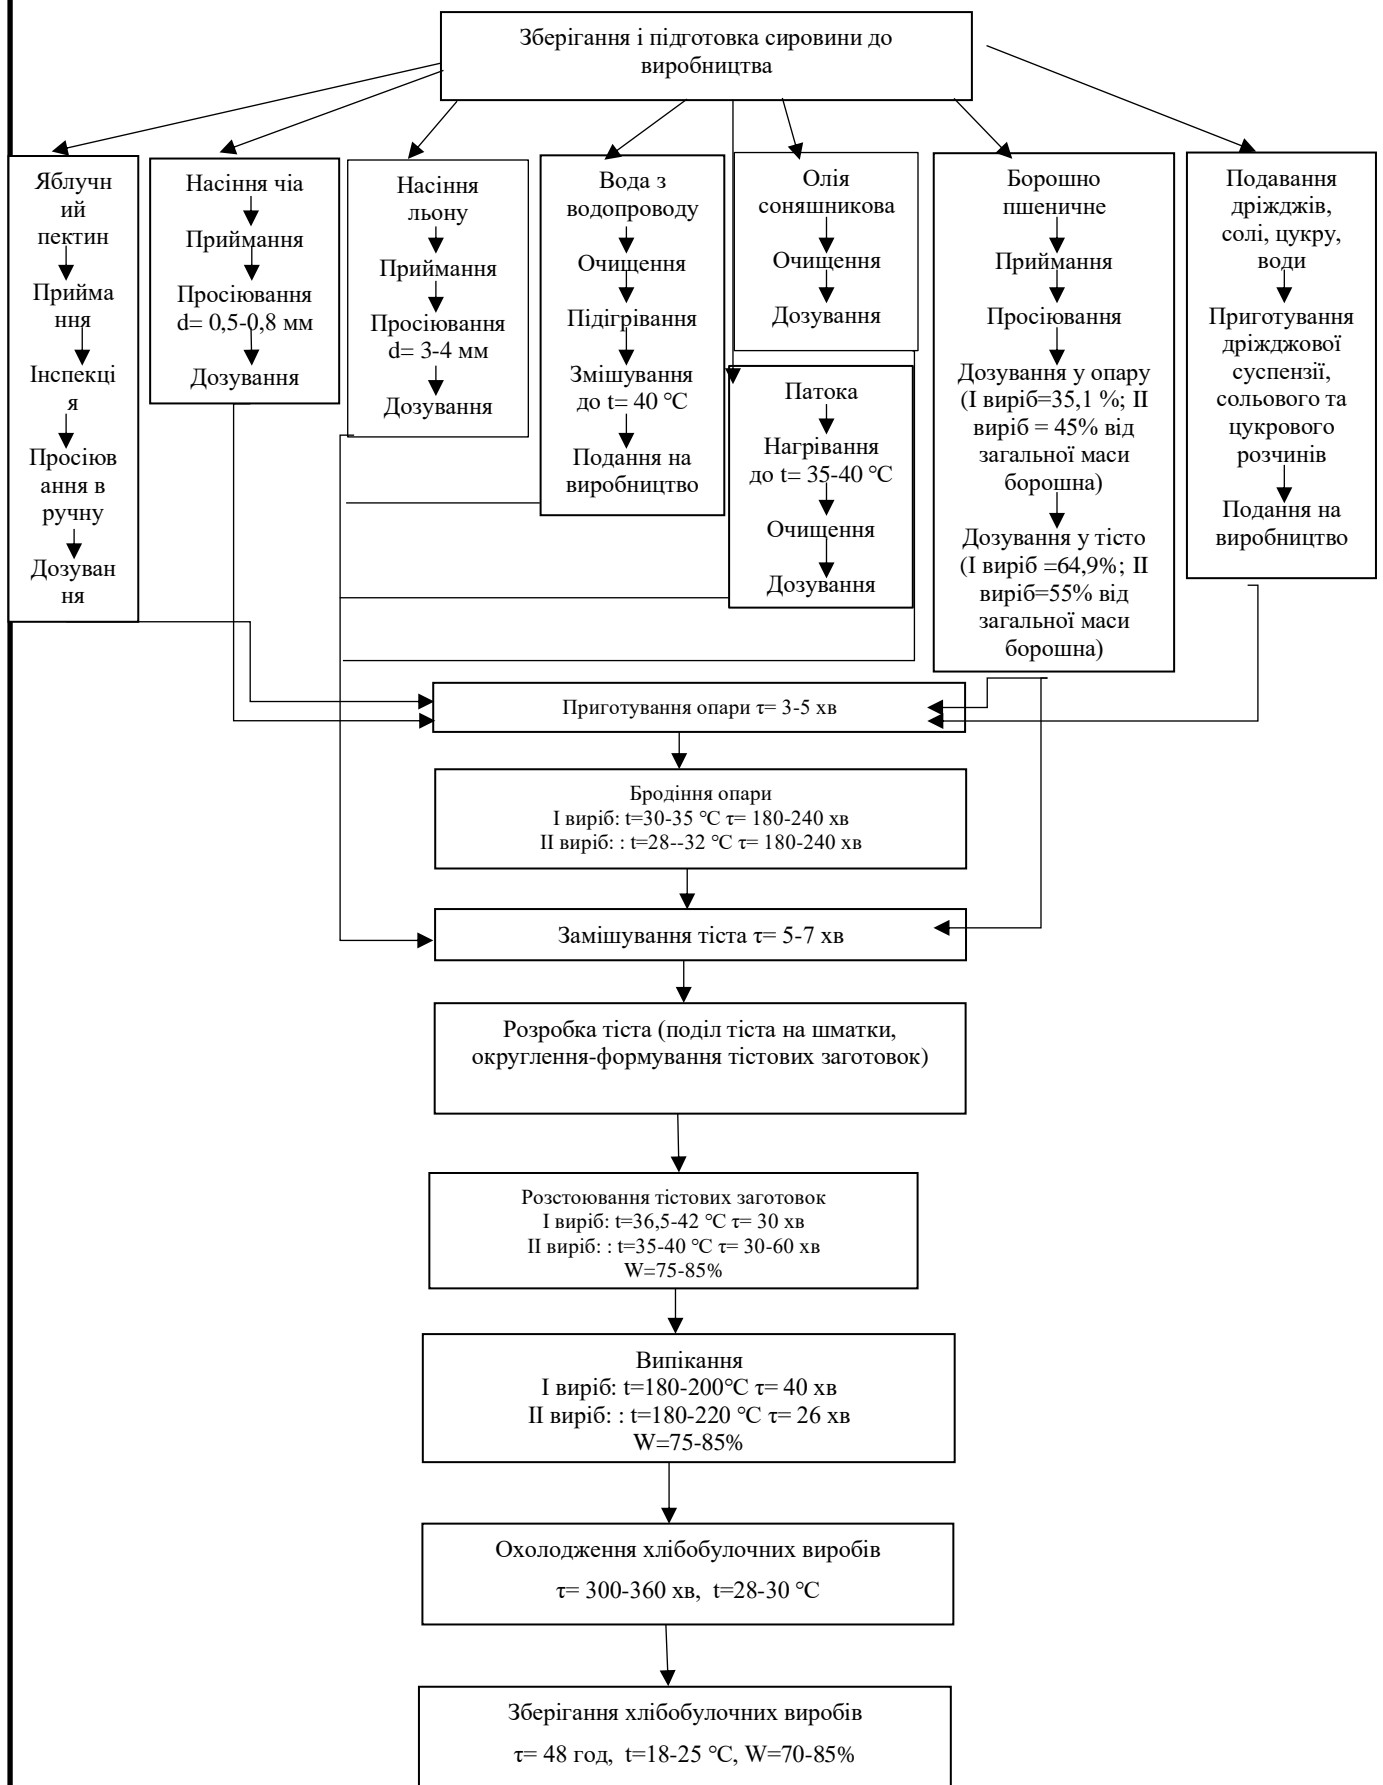 Зберігання і підготовка сировини до
виробництва
Яблучн
ий
пектин
Прийма
ння
Інспекці
я
Просіюв
ання в
ручну
Дозуван
ня
Насіння чіа
Приймання
Просіювання
d= 0,5-0,8 мм
Дозування
Насіння
льону
Приймання
Просіювання
d= 3-4 мм
Дозування
Вода з
водопроводу
Очищення
Підігрівання
Змішування
до t= 40 °С
Подання на
виробництво
Олія
соняшникова
Очищення
Дозування
Патока
Нагрівання
до t= 35-40 °С
Очищення
Дозування
Борошно
пшеничне
Приймання
Просіювання
Дозування у опару
(І виріб=35,1 %; ІІ
виріб = 45% від
загальної маси
борошна)
Дозування у тісто
(І виріб =64,9%; ІІ
виріб=55% від
загальної маси
борошна)
Подавання
дріжджів,
солі, цукру,
води
Приготування
дріжджової
суспензії,
сольового та
цукрового
розчинів
Подання на
виробництво
Приготування опари τ= 3-5 хв
Бродіння опари
І виріб: t=30-35 °С τ= 180-240 хв
ІІ виріб: : t=28--32 °С τ= 180-240 хв
Замішування тіста τ= 5-7 хв
Розробка тіста (поділ тіста на шматки,
округлення-формування тістових заготовок)
Розстоювання тістових заготовок
І виріб: t=36,5-42 °С τ= 30 хв
ІІ виріб: : t=35-40 °С τ= 30-60 хв
W=75-85%
Випікання
І виріб: t=180-200°С τ= 40 хв
ІІ виріб: : t=180-220 °С τ= 26 хв
W=75-85%
Охолодження хлібобулочних виробів
τ= 300-360 хв, t=28-30 °С
Зберігання хлібобулочних виробів
τ= 48 год, t=18-25 °С, W=70-85%